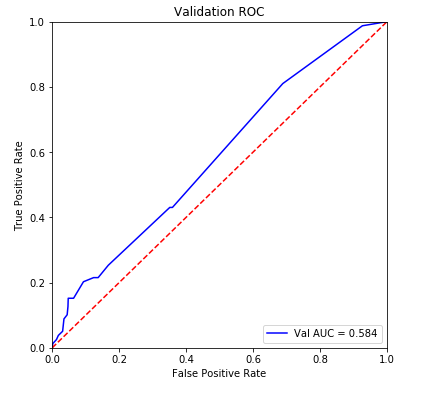 Validation ROC
True Positive Rate
1.0
0.8
0.6
0.4
0.2
0.0
Val AUC = 0.584
0.0 0.2 0.4 0.6 0.8 1.0
False Positive Rate